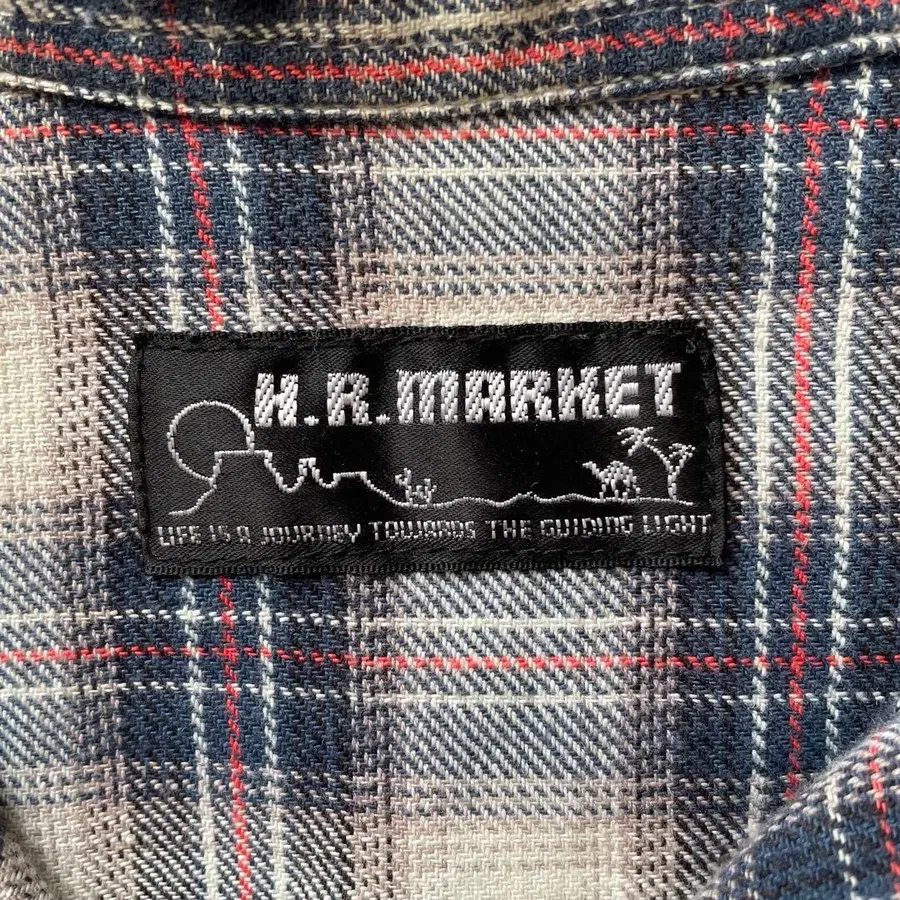 H.R.MARKET
LIFE IS A JOURNEY TOWARDS THE GUIDING LIGHT